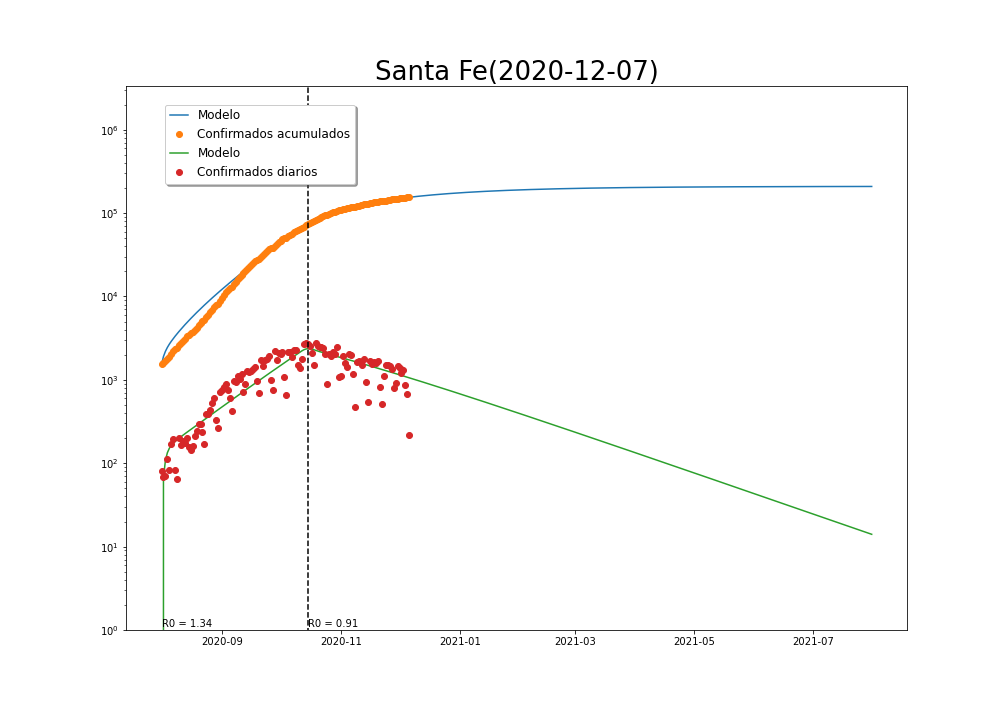 Santa Fe(2020-12-07)
Modelo
Confirmados acumulados
Modelo
Confirmados diarios
10^6
10^5
10^4
10^3
10^2
10^1
10^0
R0 = 1.34
R0 = 0.91
2020-09
2020-11
2021-01
2021-03
2021-05
2021-07